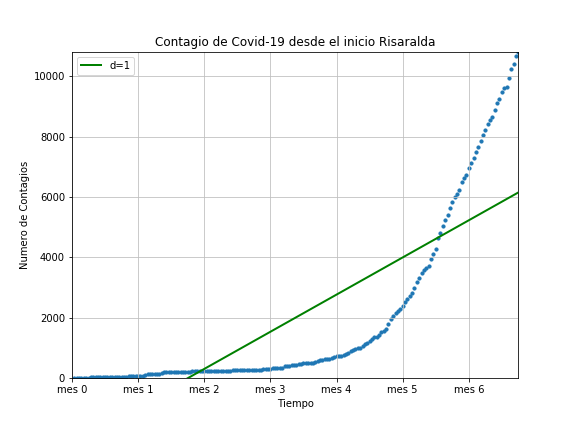 Contagio de Covid-19 desde el inicio Risaralda
d=1
10000
8000
6000
4000
2000
0
Numero de Contagios
mes 0 mes 1 mes 2 mes 3 mes 4 mes 5 mes 6
Tiempo